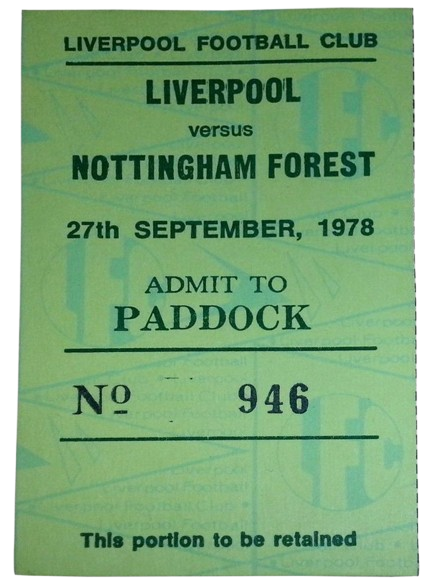 LIVERPOOL FOOTBALL CLUB
LIVERPOOL
versus
NOTTINGHAM FOREST
27th SEPTEMBER, 1978
ADMIT TO
PADDOCK
Nº 946
This portion to be retained